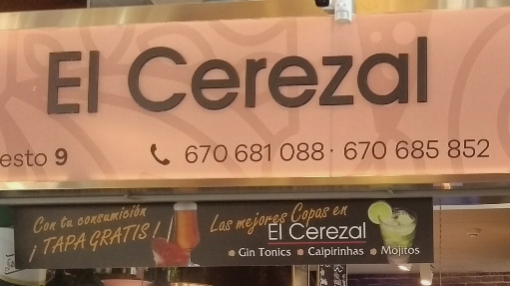 El Cerezal
esto 9
670 681 088 · 670 685 852
Con tu consumición
¡TAPA GRATIS!
Las mejores Copas en
El Cerezal
Gin Tonics • Caipirinhas • Mojitos